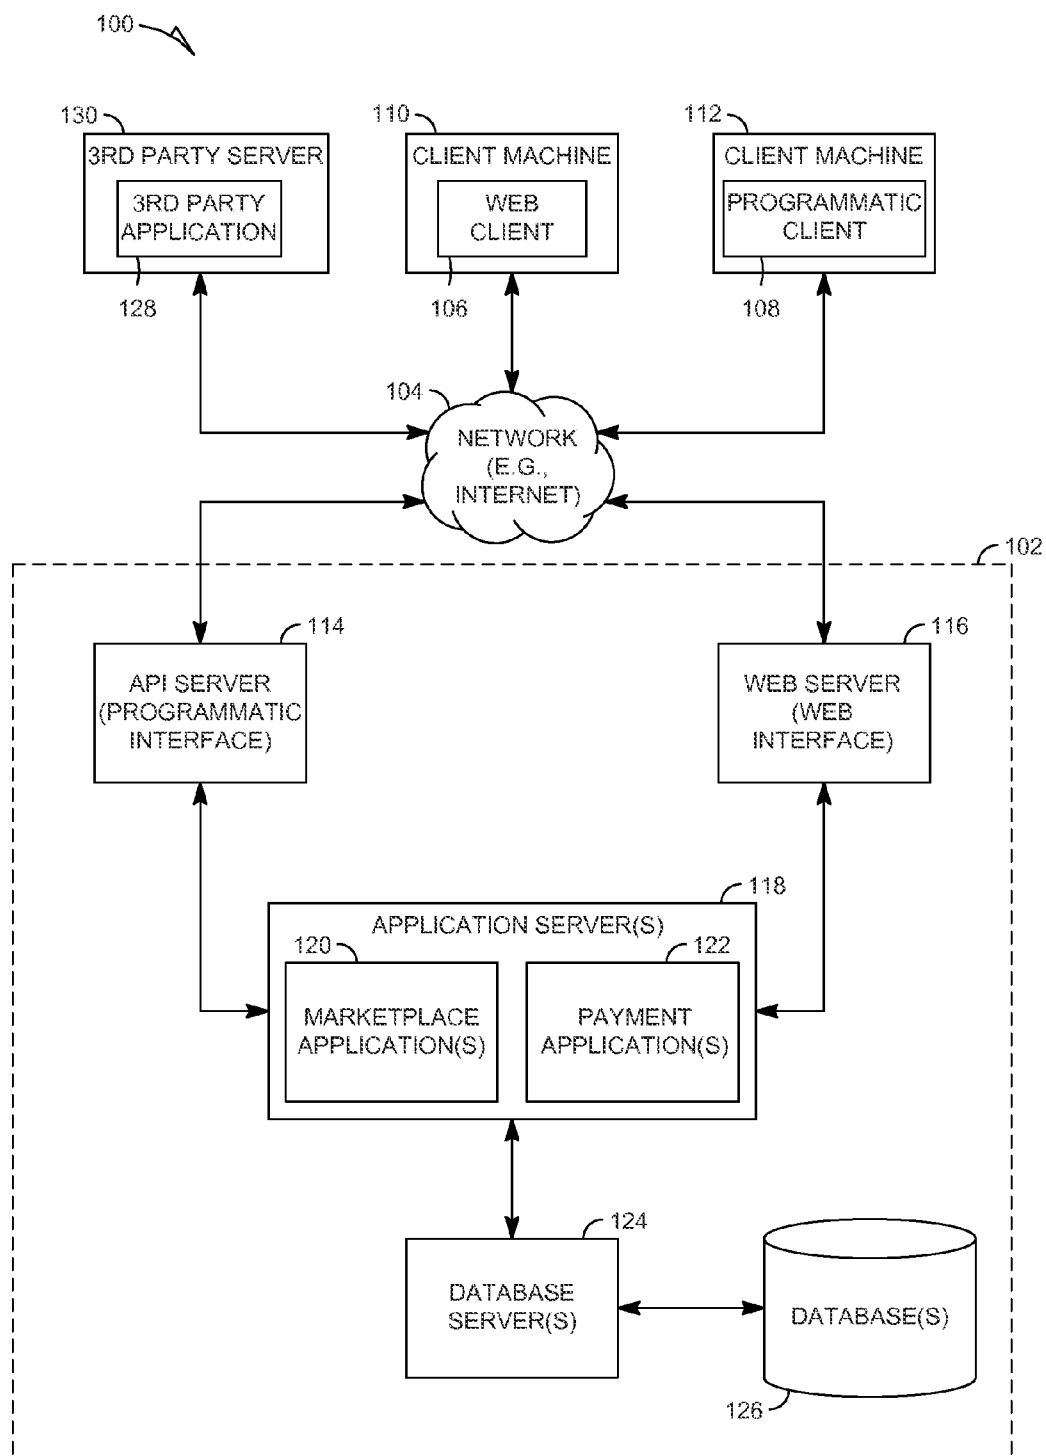 100
130
3RD PARTY SERVER
3RD PARTY
APPLICATION
128
110
CLIENT MACHINE
WEB
CLIENT
106
112
CLIENT MACHINE
PROGRAMMATIC
CLIENT
108
104
NETWORK
(E.G.,
INTERNET)
102
114
API SERVER
(PROGRAMMATIC
INTERFACE)
116
WEB SERVER
(WEB
INTERFACE)
118
APPLICATION SERVER(S)
120
MARKETPLACE
APPLICATION(S)
122
PAYMENT
APPLICATION(S)
124
DATABASE
SERVER(S)
DATABASE(S)
126